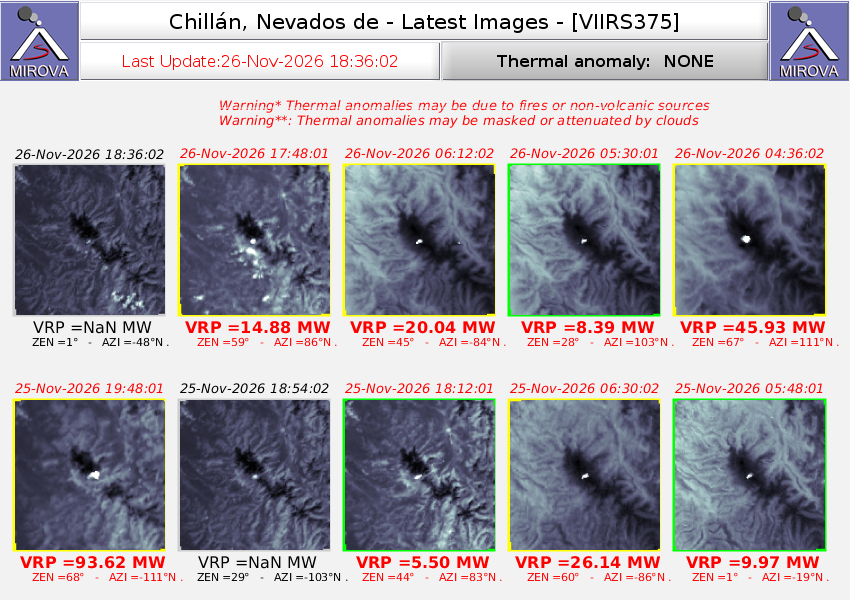 Chillán, Nevados de - Latest Images - [VIIRS375]
MIROVA
Last Update:26-Nov-2026 18:36:02
Thermal anomaly: NONE
MIROVA
Warning* Thermal anomalies may be due to fires or non-volcanic sources
Warning**: Thermal anomalies may be masked or attenuated by clouds
26-Nov-2026 18:36:02 26-Nov-2026 17:48:01 26-Nov-2026 06:12:02 26-Nov-2026 05:30:01 26-Nov-2026 04:36:02
VRP =NaN MW VRP =14.88 MW VRP =20.04 MW VRP =8.39 MW VRP =45.93 MW
ZEN =1° - AZI =-48°N . ZEN =59° - AZI =86°N . ZEN =45° - AZI =-84°N . ZEN =28° - AZI =103°N . ZEN =67° - AZI =111°N .
25-Nov-2026 19:48:01 25-Nov-2026 18:54:02 25-Nov-2026 18:12:01 25-Nov-2026 06:30:02 25-Nov-2026 05:48:01
VRP =93.62 MW VRP =NaN MW VRP =5.50 MW VRP =26.14 MW VRP =9.97 MW
ZEN =68° - AZI =-111°N . ZEN =29° - AZI =-103°N . ZEN =44° - AZI =83°N . ZEN =60° - AZI =-86°N . ZEN =1° - AZI =-19°N .